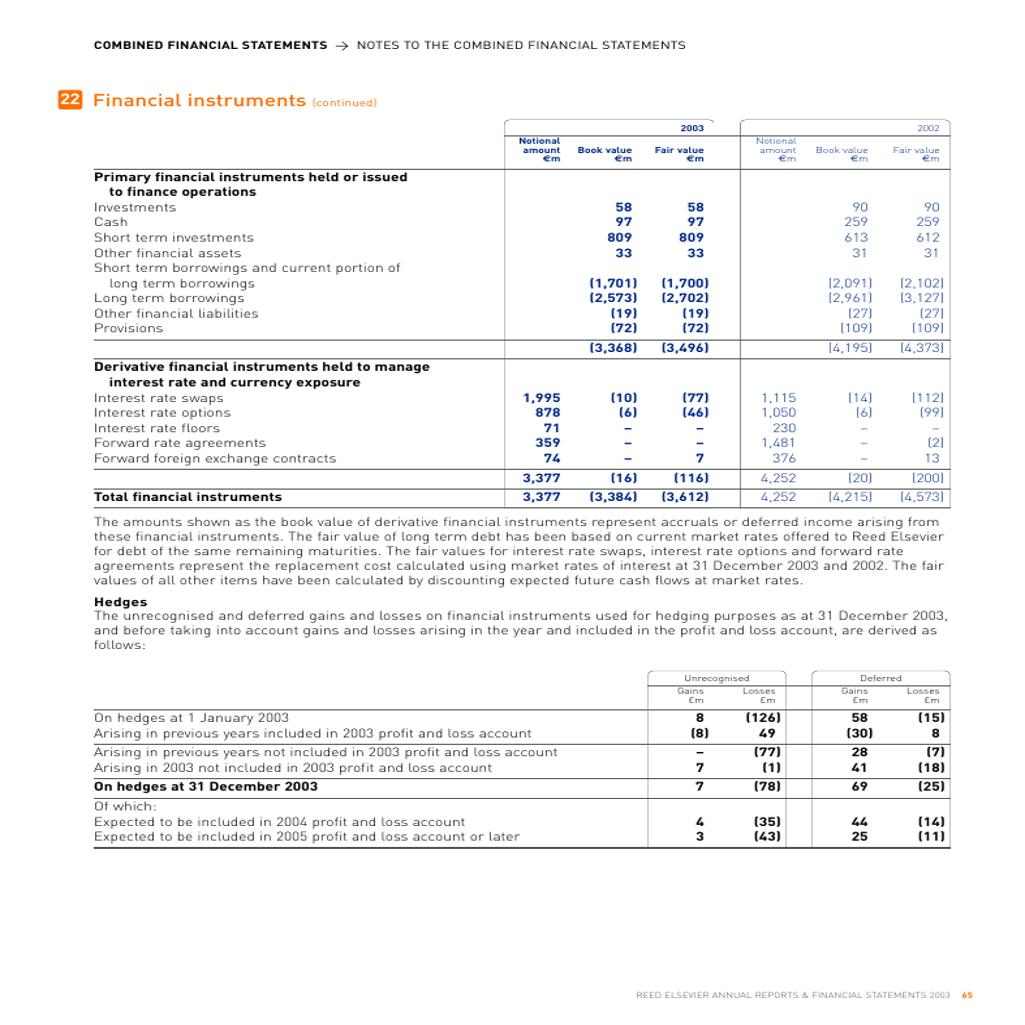 COMBINED FINANCIAL STATEMENTS → NOTES TO THE COMBINED FINANCIAL STATEMENTS
22 Financial instruments (continued)
2003 2002
Notional Notional
amount Book value Fair value amount Book value Fair value
€m €m €m €m €m €m
Primary financial instruments held or issued
to finance operations
Investments 58 58 90 90
Cash 97 97 259 259
Short term investments 809 809 613 612
Other financial assets 33 33 31 31
Short term borrowings and current portion of
long term borrowings (1,701) (1,700) (2,091) (2,102)
Long term borrowings (2,573) (2,702) (2,961) (3,127)
Other financial liabilities (19) (19) (27) (27)
Provisions (72) (72) (109) (109)
(3,368) (3,496) (4,195) (4,373)
Derivative financial instruments held to manage
interest rate and currency exposure
Interest rate swaps 1,995 (10) (77) 1,115 (14) (112)
Interest rate options 878 (6) (46) 1,050 (6) (99)
Interest rate floors 71 – – 230 – –
Forward rate agreements 359 – – 1,481 – (2)
Forward foreign exchange contracts 74 – 7 376 – 13
3,377 (16) (116) 4,252 (20) (200)
Total financial instruments 3,377 (3,384) (3,612) 4,252 (4,215) (4,573)
The amounts shown as the book value of derivative financial instruments represent accruals or deferred income arising from
these financial instruments. The fair value of long term debt has been based on current market rates offered to Reed Elsevier
for debt of the same remaining maturities. The fair values for interest rate swaps, interest rate options and forward rate
agreements represent the replacement cost calculated using market rates of interest at 31 December 2003 and 2002. The fair
values of all other items have been calculated by discounting expected future cash flows at market rates.
Hedges
The unrecognised and deferred gains and losses on financial instruments used for hedging purposes as at 31 December 2003,
and before taking into account gains and losses arising in the year and included in the profit and loss account, are derived as
follows:
Unrecognised Deferred
Gains Losses Gains Losses
£m £m £m £m
On hedges at 1 January 2003 8 (126) 58 (15)
Arising in previous years included in 2003 profit and loss account (8) 49 (30) 8
Arising in previous years not included in 2003 profit and loss account – (77) 28 (7)
Arising in 2003 not included in 2003 profit and loss account 7 (1) 41 (18)
On hedges at 31 December 2003 7 (78) 69 (25)
Of which:
Expected to be included in 2004 profit and loss account 4 (35) 44 (14)
Expected to be included in 2005 profit and loss account or later 3 (43) 25 (11)
REED ELSEVIER ANNUAL REPORTS & FINANCIAL STATEMENTS 2003 65